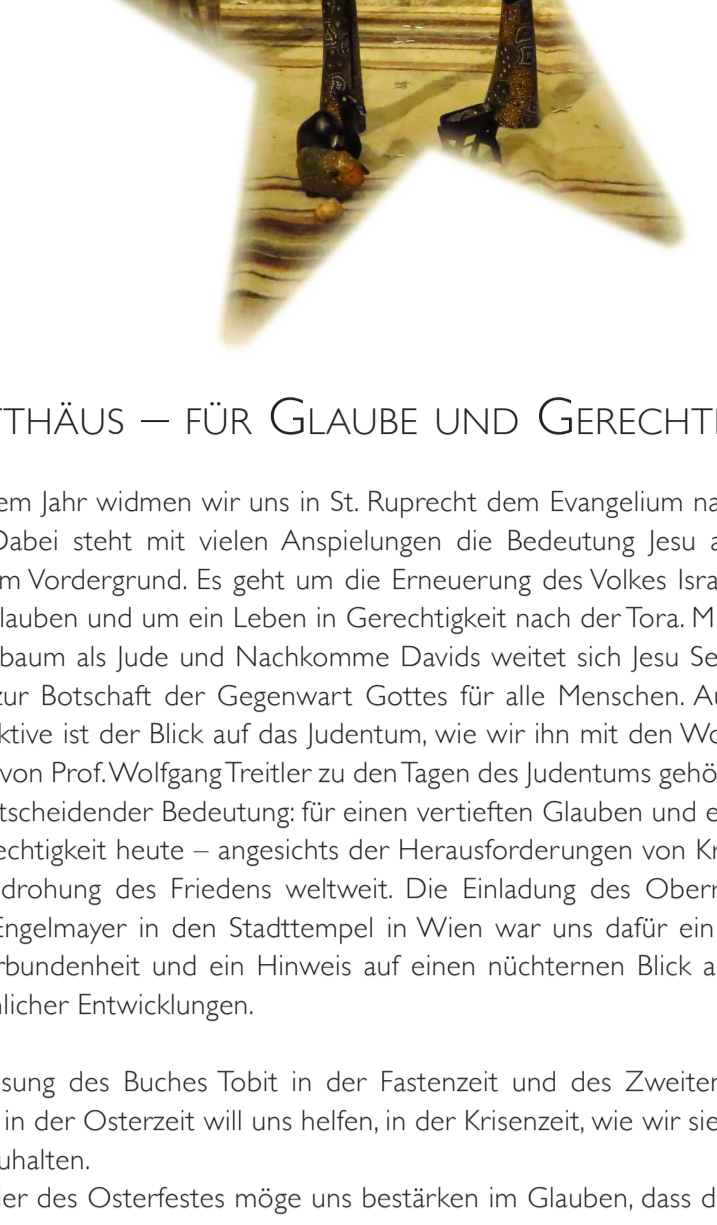 TTHÄUS – FÜR GLAUBE UND GERECHT
em Jahr widmen wir uns in St. Ruprecht dem Evangelium na
Dabei steht mit vielen Anspielungen die Bedeutung Jesu a
m Vordergrund. Es geht um die Erneuerung des Volkes Isra
lauben und um ein Leben in Gerechtigkeit nach der Tora. M
baum als Jude und Nachkomme Davids weitet sich Jesu Se
zur Botschaft der Gegenwart Gottes für alle Menschen. Au
ktive ist der Blick auf das Judentum, wie wir ihn mit den Wo
von Prof. Wolfgang Treitler zu den Tagen des Judentums gehö
tscheidender Bedeutung: für einen vertieften Glauben und e
echtigkeit heute – angesichts der Herausforderungen von Kr
drohung des Friedens weltweit. Die Einladung des Oberr
Engelmayer in den Stadttempel in Wien war uns dafür ein
rbundenheit und ein Hinweis auf einen nüchternen Blick a
licher Entwicklungen.
sung des Buches Tobit in der Fastenzeit und des Zweiten
in der Osterzeit will uns helfen, in der Krisenzeit, wie wir sie
uhalten.
ier des Osterfestes möge uns bestärken im Glauben, dass d